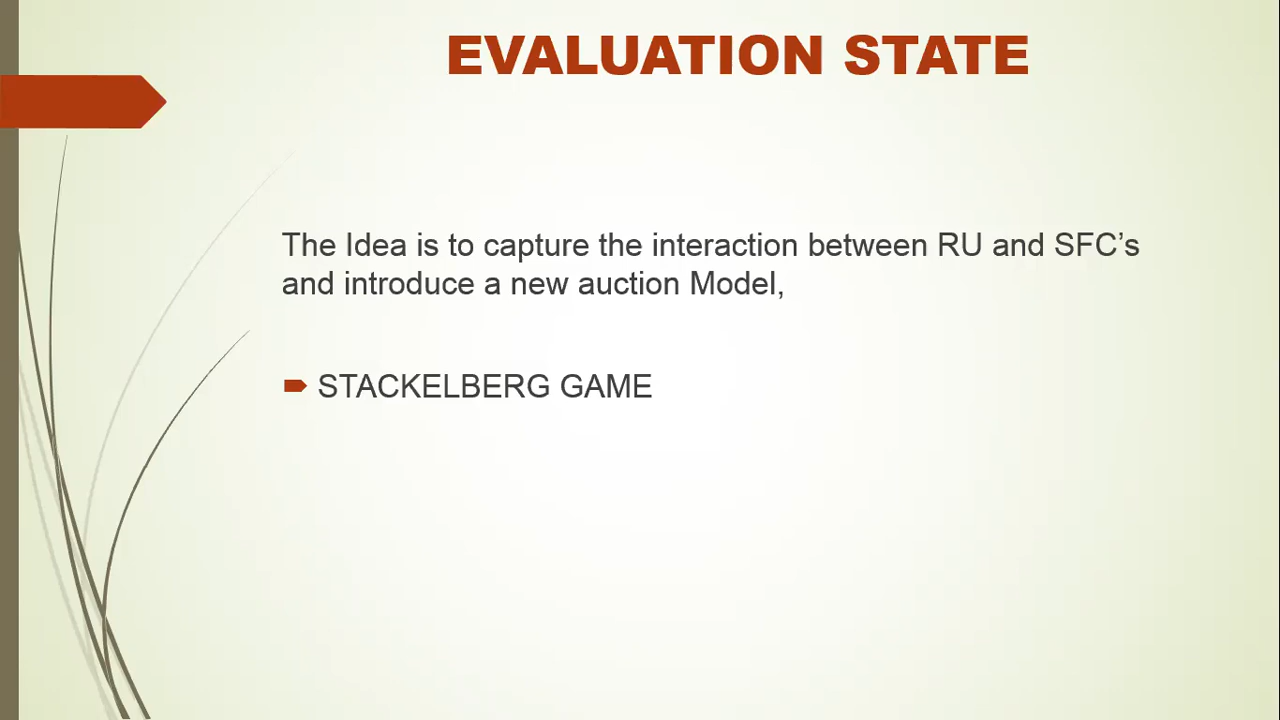 EVALUATION STATE
The Idea is to capture the interaction between RU and SFC’s
and introduce a new auction Model,
STACKELBERG GAME